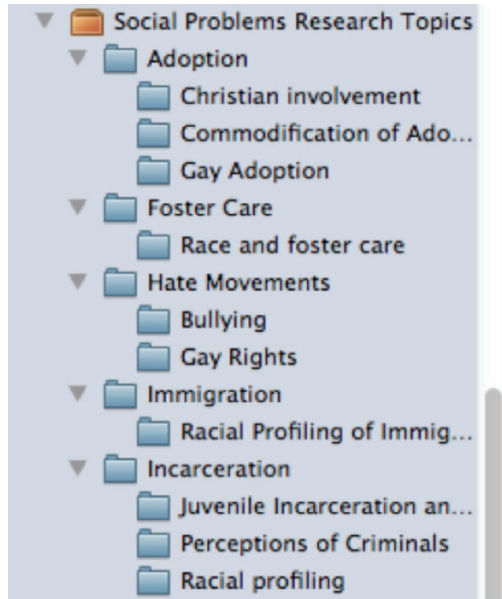 Social Problems Research Topics
Adoption
Christian involvement
Commodification of Ado...
Gay Adoption
Foster Care
Race and foster care
Hate Movements
Bullying
Gay Rights
Immigration
Racial Profiling of Immig...
Incarceration
Juvenile Incarceration an...
Perceptions of Criminals
Racial profiling